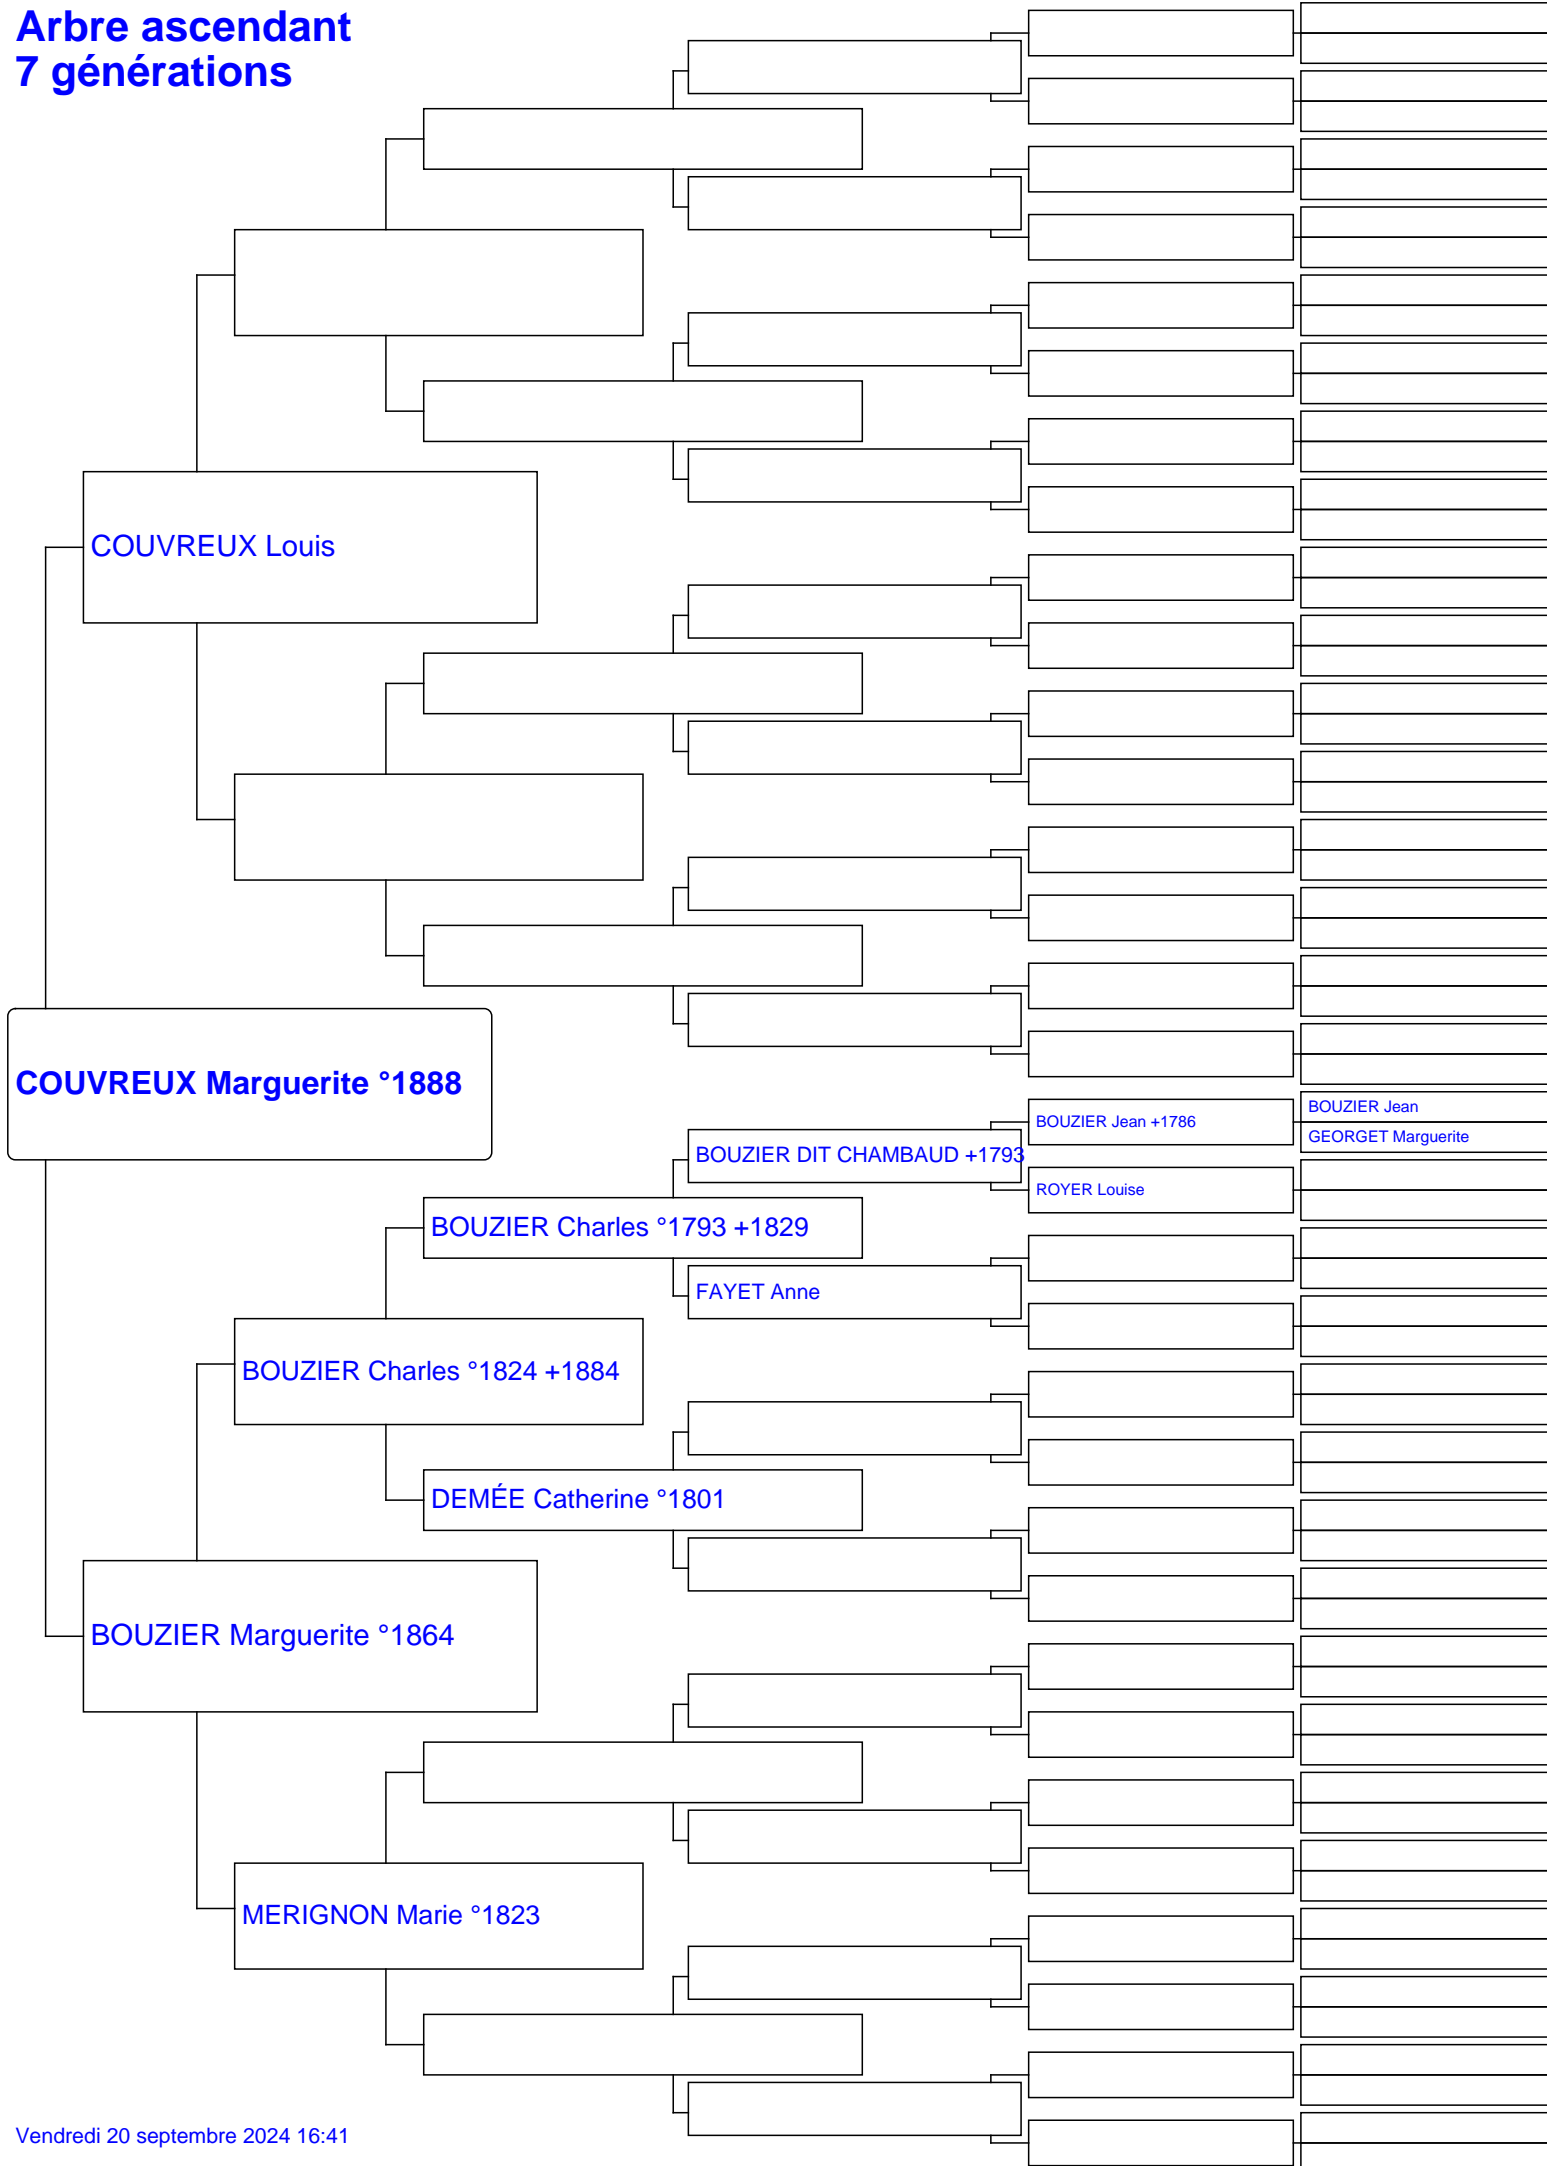 Arbre ascendant
7 générations
COUVREUX Louis
COUVREUX Marguerite °1888
BOUZIER Jean +1786
BOUZIER Jean
GEORGET Marguerite
BOUZIER DIT CHAMBAUD +1793
ROYER Louise
BOUZIER Charles °1793 +1829
FAYET Anne
BOUZIER Charles °1824 +1884
DEMÉE Catherine °1801
BOUZIER Marguerite °1864
MERIGNON Marie °1823
Vendredi 20 septembre 2024 16:41